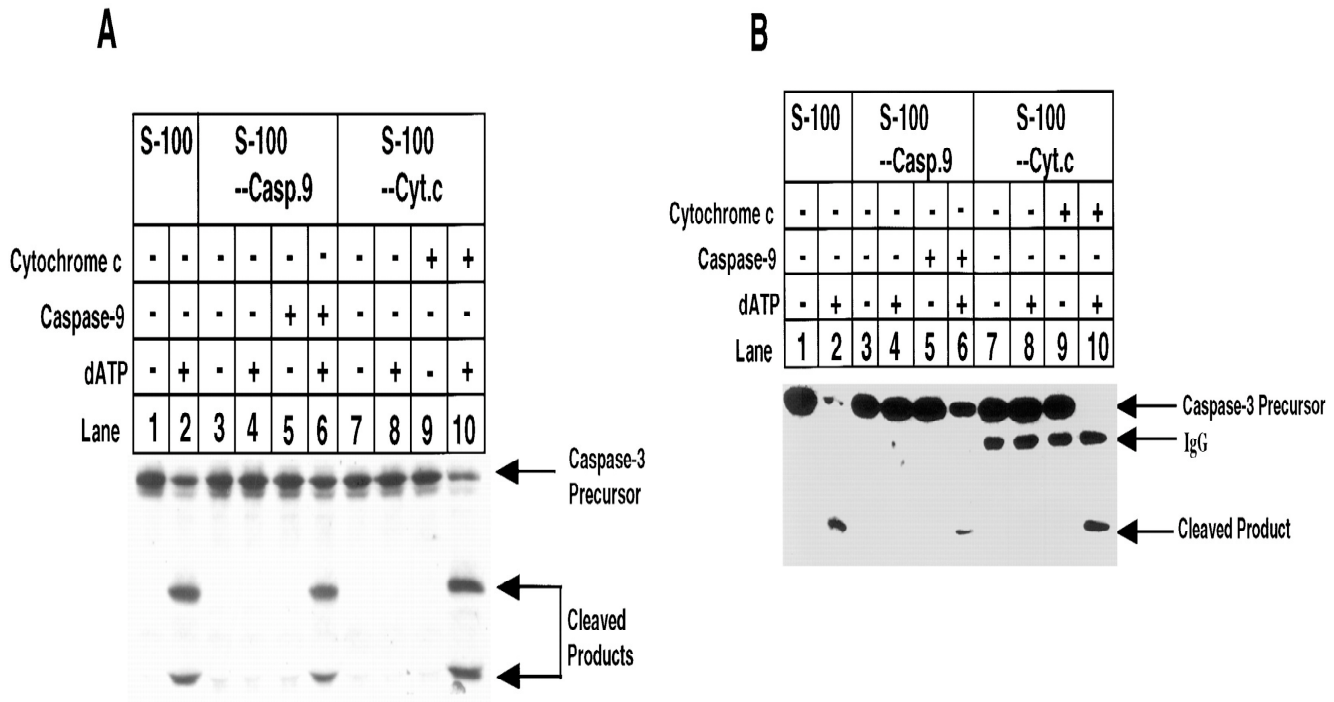 A
S-100 S-100 --Casp.9 S-100 --Cyt.c
Cytochrome c - - - - - - - - + +
Caspase-9 - - - - + + - - - -
dATP - + - + - + - + - +
Lane 1 2 3 4 5 6 7 8 9 10
Caspase-3
Precursor
Cleaved
Products
B
S-100 S-100 --Casp.9 S-100 --Cyt.c
Cytochrome c - - - - - - - - + +
Caspase-9 - - - - + + - - - -
dATP - + - + - + - + - +
Lane 1 2 3 4 5 6 7 8 9 10
Caspase-3 Precursor
IgG
Cleaved Product